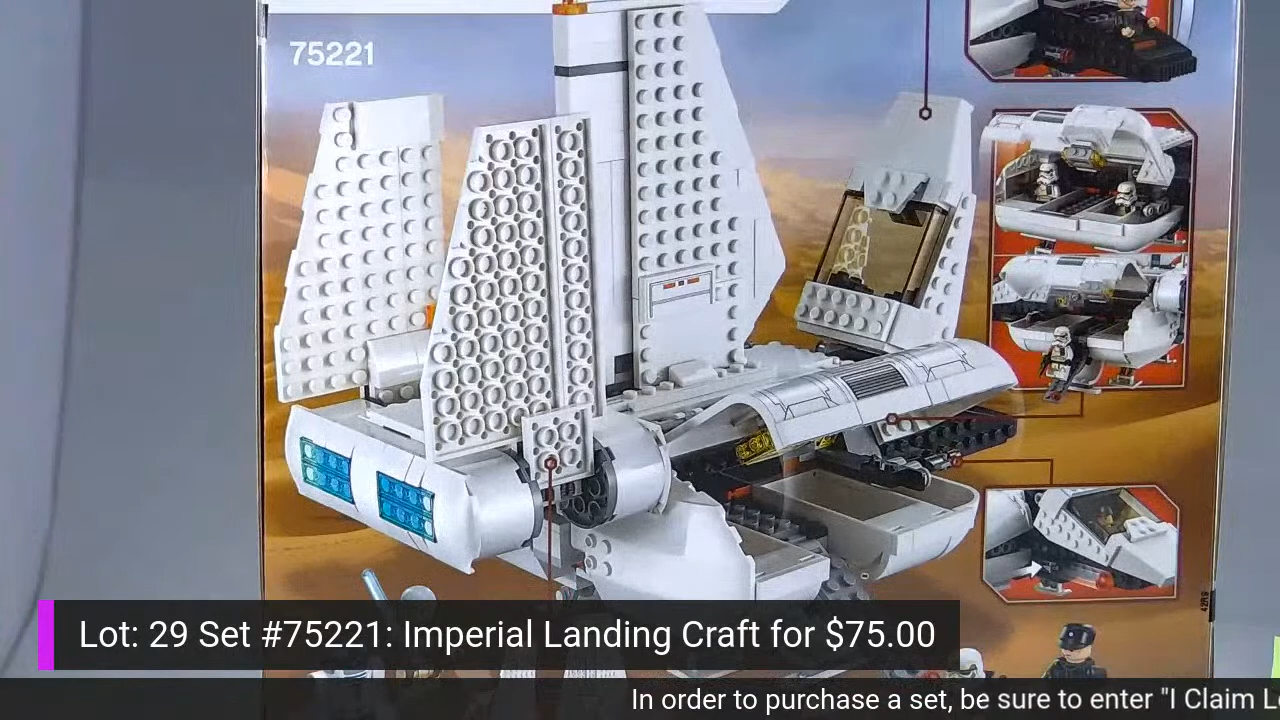 75221
Lot: 29 Set #75221: Imperial Landing Craft for $75.00
In order to purchase a set, be sure to enter "I Claim L